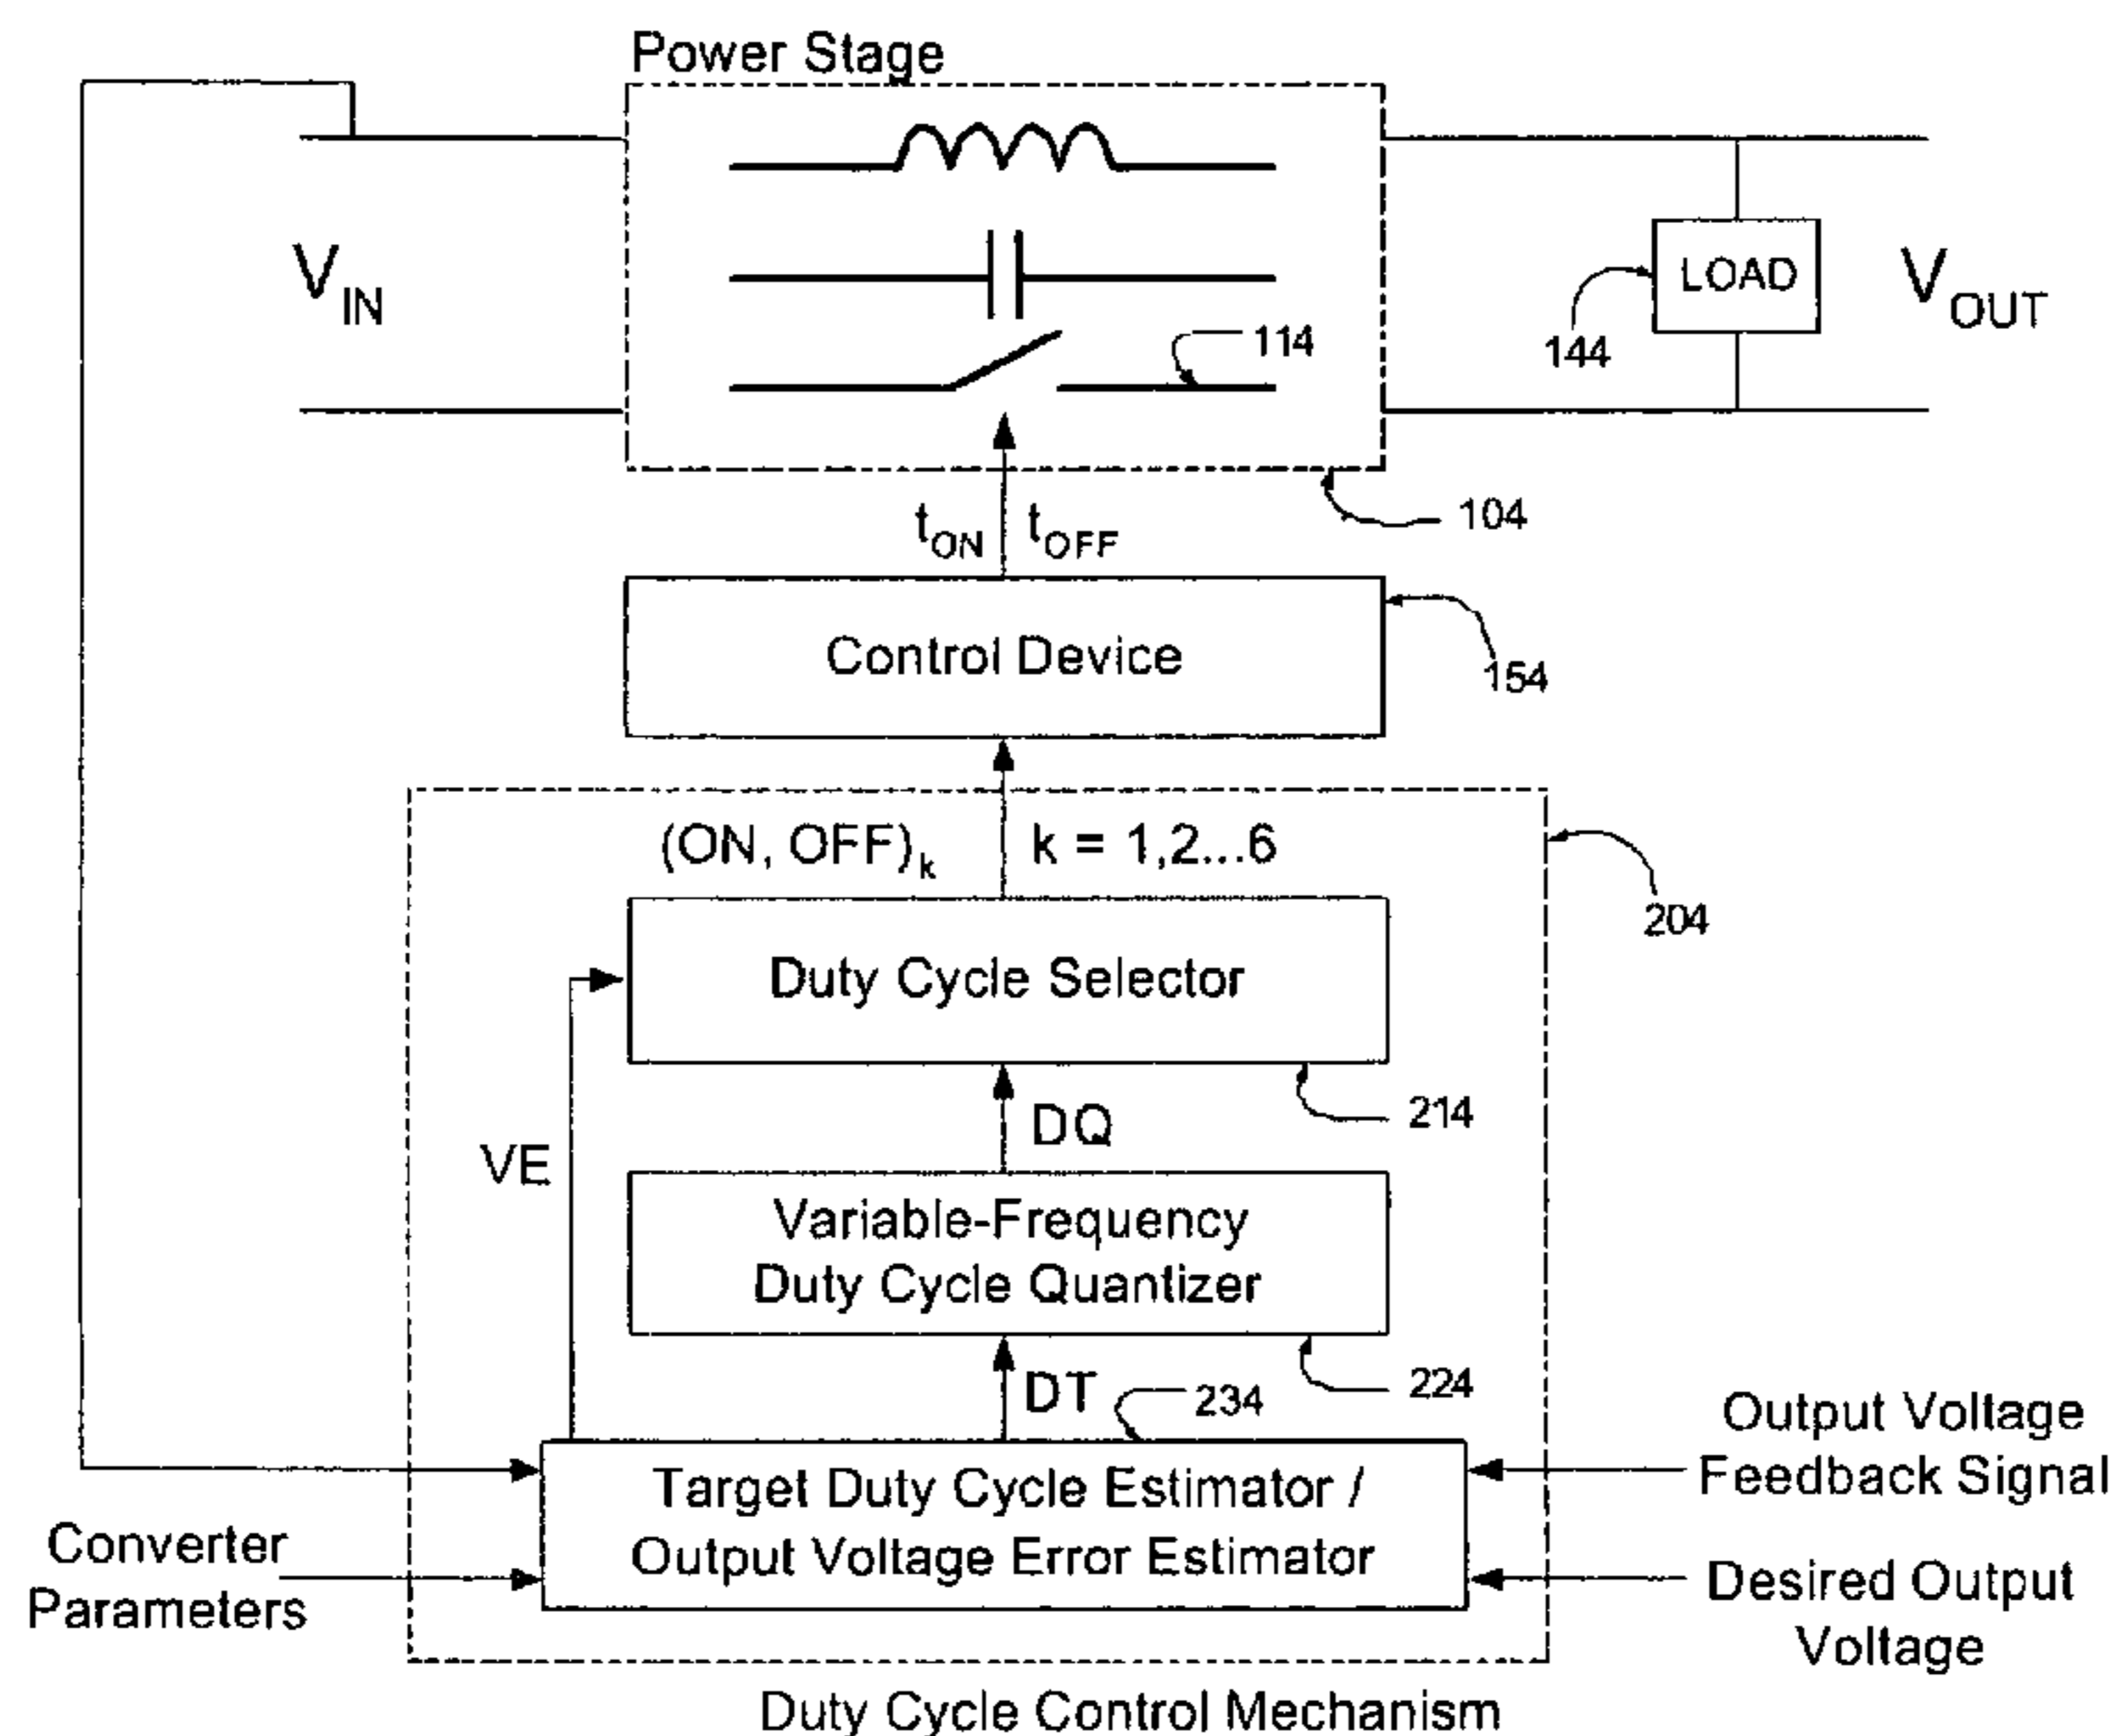 Power Stage
V_IN
114
LOAD
144
V_OUT
104
t_ON t_OFF
Control Device
154
(ON, OFF)_k k = 1,2...6
204
Duty Cycle Selector
214
DQ
VE
Variable-Frequency
Duty Cycle Quantizer
224
DT
234
Target Duty Cycle Estimator /
Output Voltage Error Estimator
Output Voltage
Feedback Signal
Converter
Parameters
Desired Output
Voltage
Duty Cycle Control Mechanism